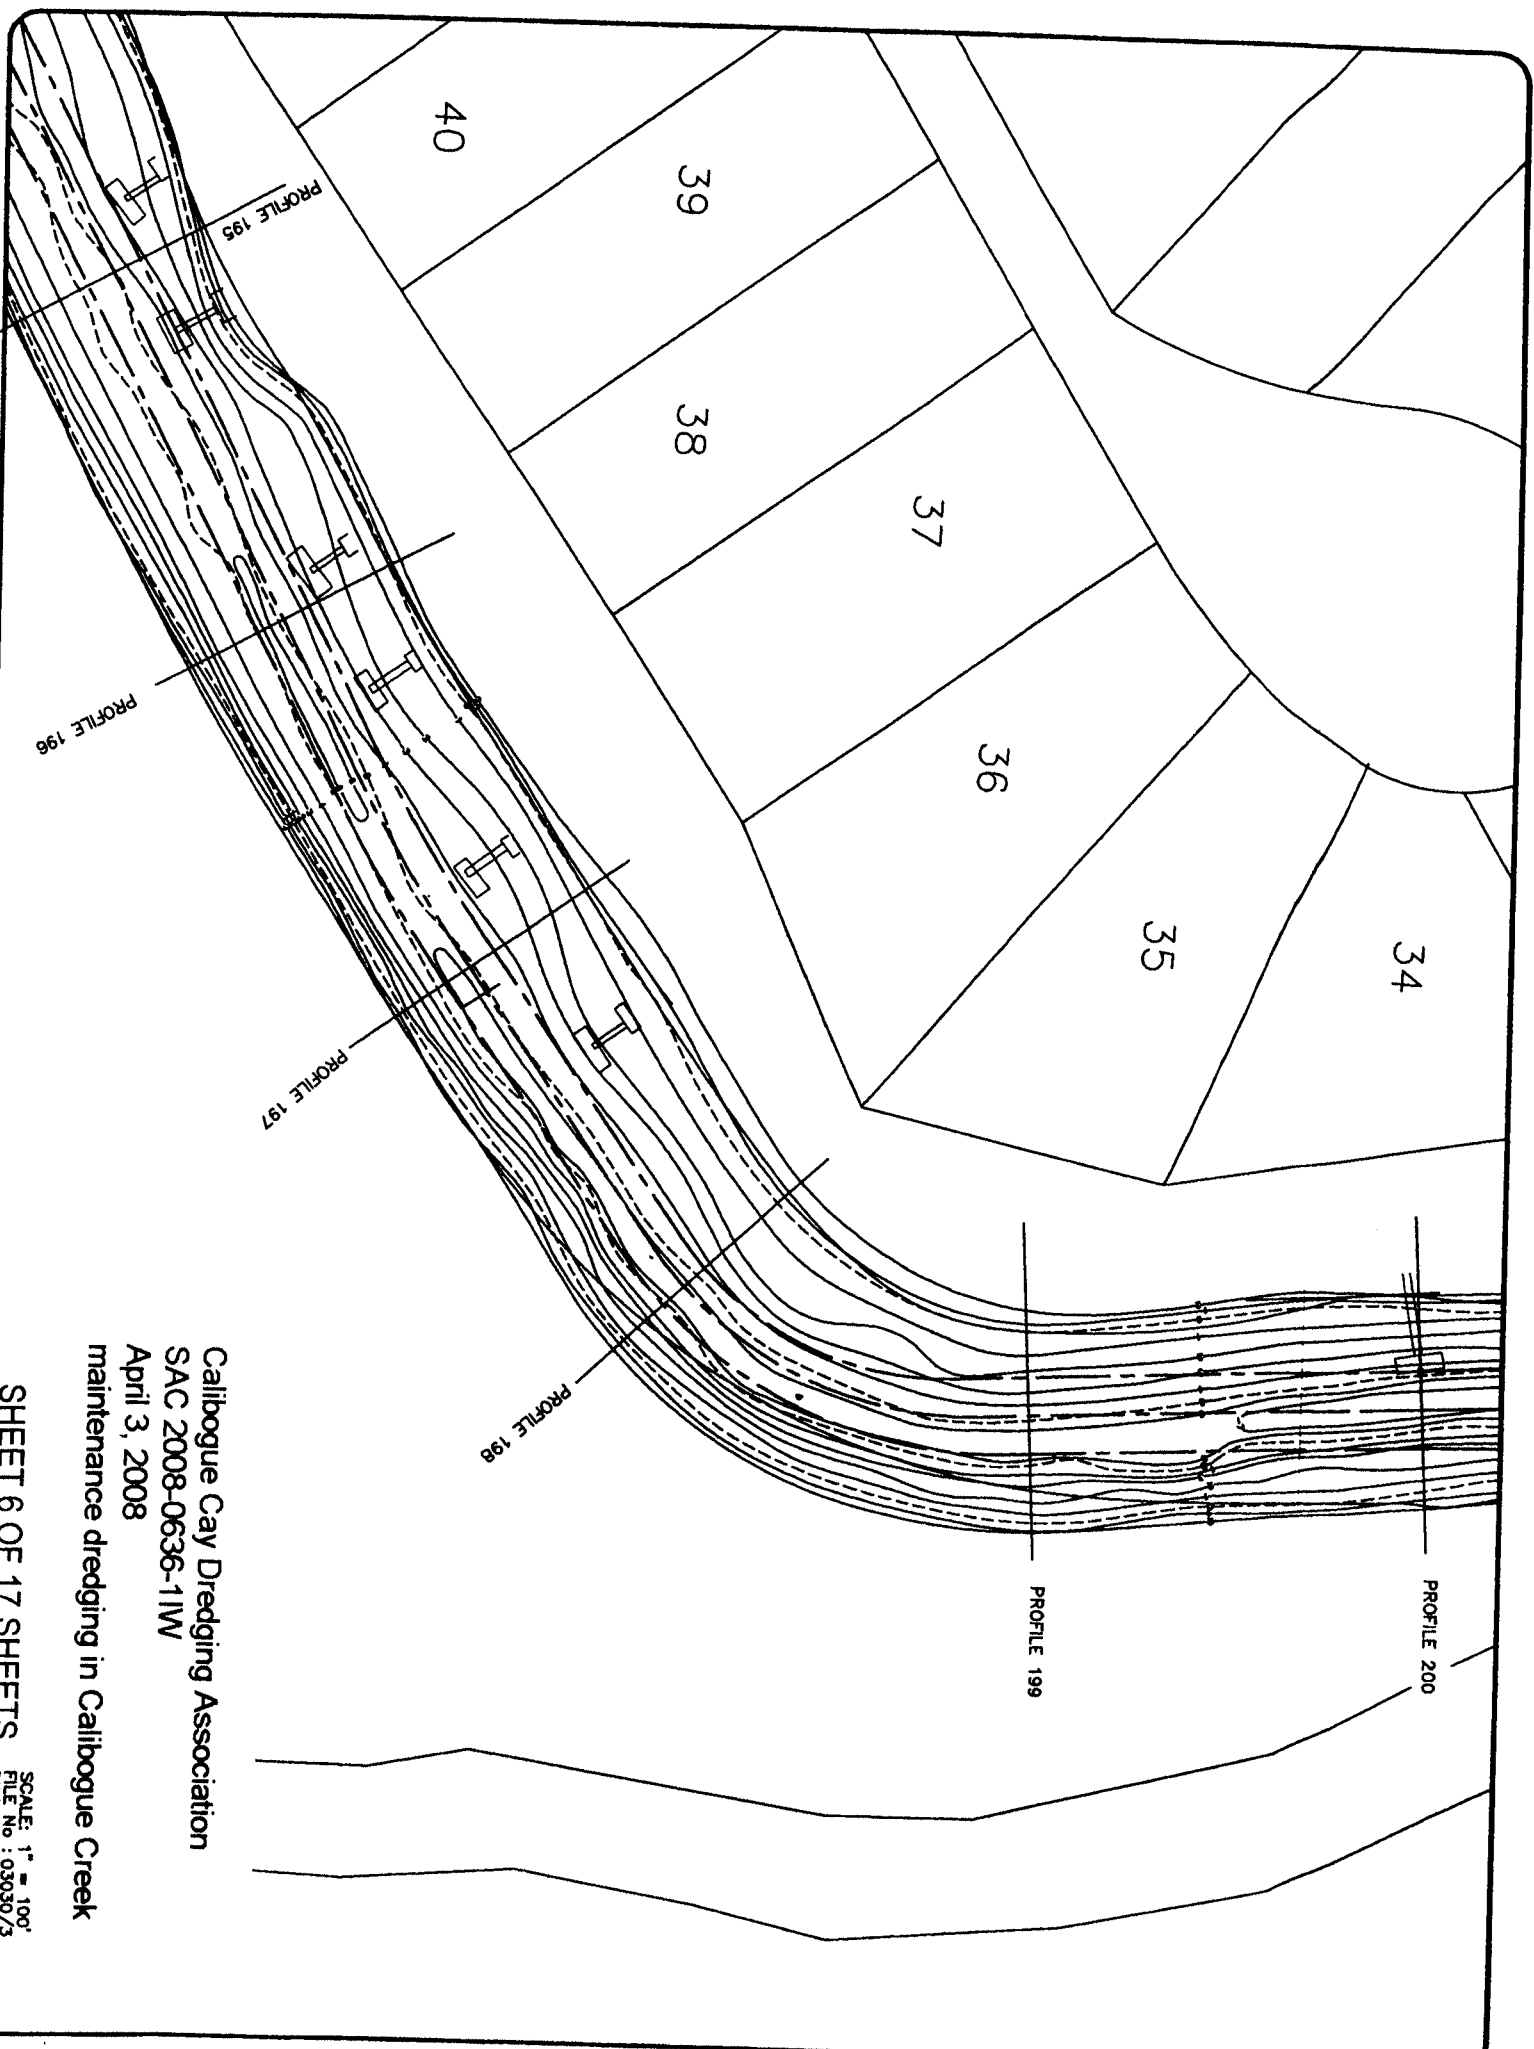 34
35
36
37
38
39
40
PROFILE 195
PROFILE 196
PROFILE 197
PROFILE 198
PROFILE 199
PROFILE 200
Calibogue Cay Dredging Association
SAC 2008-0636-1IW
April 3, 2008
maintenance dredging in Calibogue Creek
SHEET 6 OF 17 SHEETS
SCALE: 1" = 100'
FILE No : 03030/3